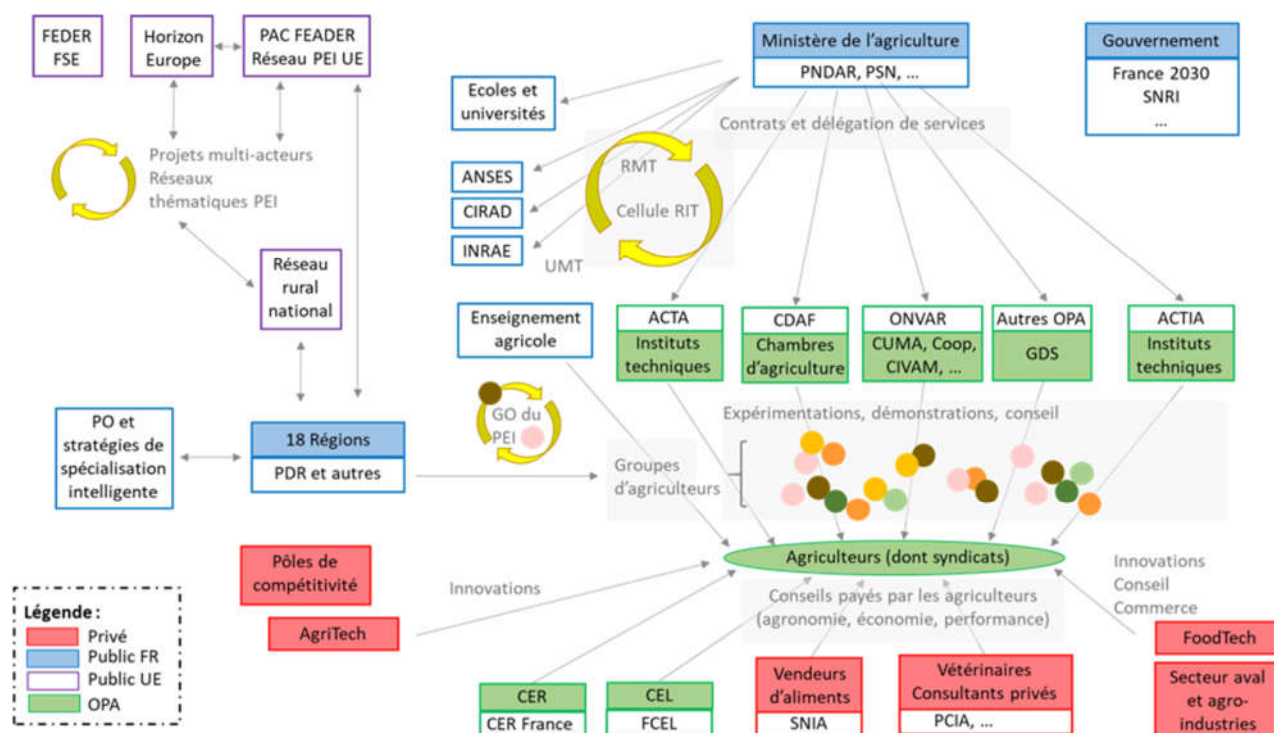 FEDER
FSE
Horizon
Europe
PAC FEADER
Réseau PEI UE
Ministère de l'agriculture
PNDAR, PSN, ...
Gouvernement
France 2030
SNRI
...
Ecoles et
universités
Contrats et délégation de services
Projets multi-acteurs
Réseaux
thématiques PEI
RMT
Cellule RIT
ANSES
CIRAD
INRAE
UMT
Réseau
rural
national
Enseignement
agricole
ACTA
Instituts
techniques
CDAF
Chambres
d'agriculture
ONVAR
CUMA, Coop,
CIVAM, ...
Autres OPA
GDS
ACTIA
Instituts
techniques
GO du
PEI
Expérimentations, démonstrations, conseil
PO et
stratégies de
spécialisation
intelligente
18 Régions
PDR et autres
Groupes
d'agriculteurs
Agriculteurs (dont syndicats)
Pôles de
compétitivité
Innovations
AgriTech
Conseils payés par les agriculteurs
(agronomie, économie, performance)
Innovations
Conseil
Commerce
Légende :
Privé
Public FR
Public UE
OPA
CER
CER France
CEL
FCEL
Vendeurs
d'aliments
SNIA
Vétérinaires
Consultants privés
PCIA, ...
FoodTech
Secteur aval
et agro-
industries